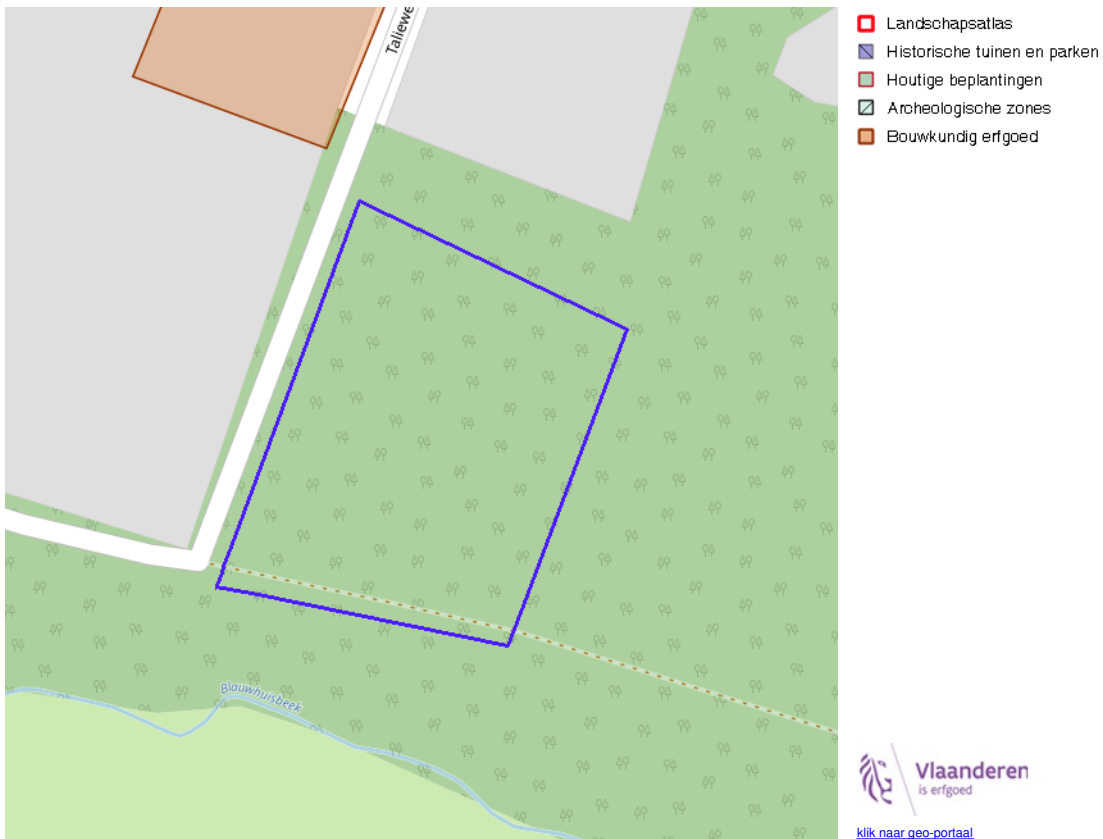 Taliewe
Landschapsatlas
Historische tuinen en parken
Houtige beplantingen
Archeologische zones
Bouwkundig erfgoed
Blauwhuisbeek
Vlaanderen
is erfgoed
klik naar geo-portaal